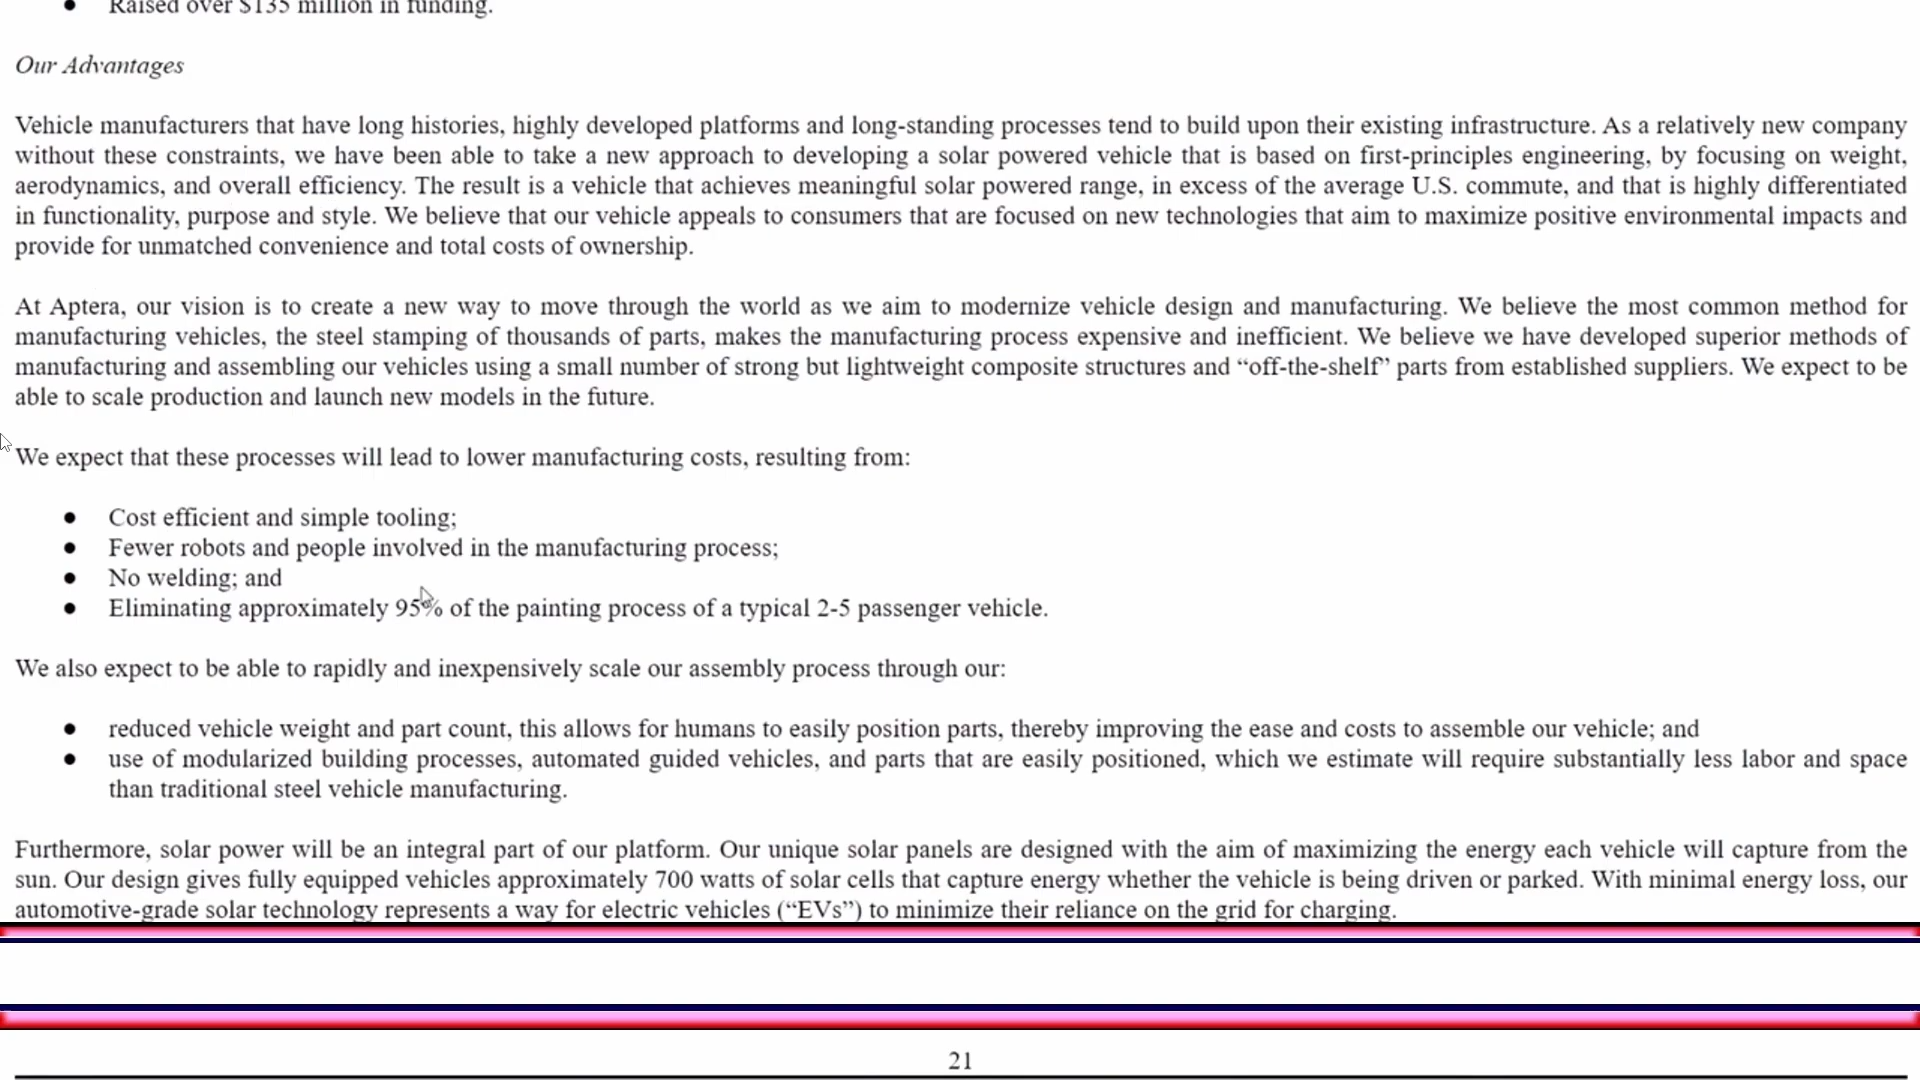 ● Raised over $135 million in funding.
Our Advantages
Vehicle manufacturers that have long histories, highly developed platforms and long-standing processes tend to build upon their existing infrastructure. As a relatively new company
without these constraints, we have been able to take a new approach to developing a solar powered vehicle that is based on first-principles engineering, by focusing on weight,
aerodynamics, and overall efficiency. The result is a vehicle that achieves meaningful solar powered range, in excess of the average U.S. commute, and that is highly differentiated
in functionality, purpose and style. We believe that our vehicle appeals to consumers that are focused on new technologies that aim to maximize positive environmental impacts and
provide for unmatched convenience and total costs of ownership.
At Aptera, our vision is to create a new way to move through the world as we aim to modernize vehicle design and manufacturing. We believe the most common method for
manufacturing vehicles, the steel stamping of thousands of parts, makes the manufacturing process expensive and inefficient. We believe we have developed superior methods of
manufacturing and assembling our vehicles using a small number of strong but lightweight composite structures and “off-the-shelf” parts from established suppliers. We expect to be
able to scale production and launch new models in the future.
We expect that these processes will lead to lower manufacturing costs, resulting from:
● Cost efficient and simple tooling;
● Fewer robots and people involved in the manufacturing process;
● No welding; and
● Eliminating approximately 95% of the painting process of a typical 2-5 passenger vehicle.
We also expect to be able to rapidly and inexpensively scale our assembly process through our:
● reduced vehicle weight and part count, this allows for humans to easily position parts, thereby improving the ease and costs to assemble our vehicle; and
● use of modularized building processes, automated guided vehicles, and parts that are easily positioned, which we estimate will require substantially less labor and space
than traditional steel vehicle manufacturing.
Furthermore, solar power will be an integral part of our platform. Our unique solar panels are designed with the aim of maximizing the energy each vehicle will capture from the
sun. Our design gives fully equipped vehicles approximately 700 watts of solar cells that capture energy whether the vehicle is being driven or parked. With minimal energy loss, our
automotive-grade solar technology represents a way for electric vehicles (“EVs”) to minimize their reliance on the grid for charging.
21